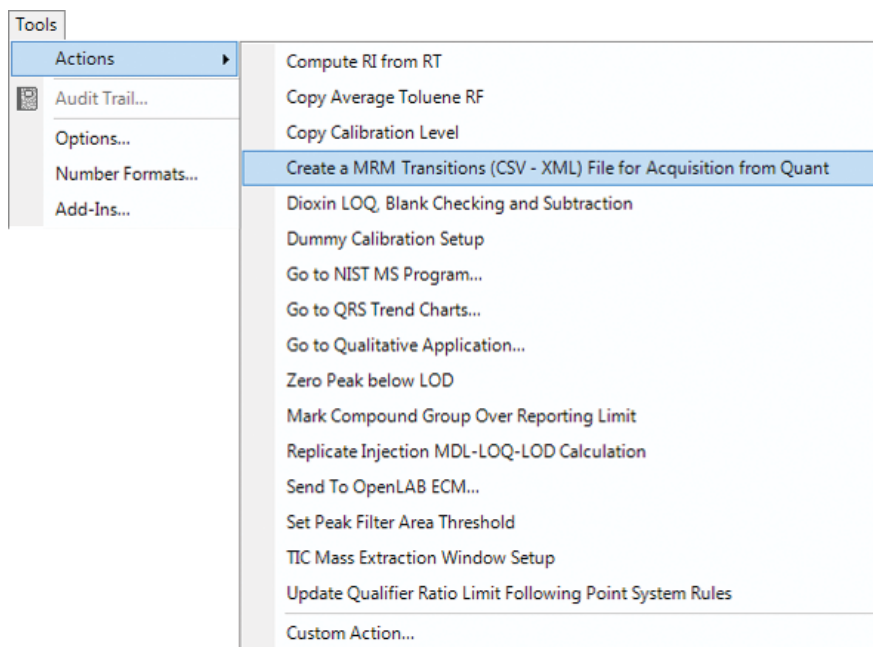 Tools
Actions
Audit Trail...
Options...
Number Formats...
Add-Ins...
Compute RI from RT
Copy Average Toluene RF
Copy Calibration Level
Create a MRM Transitions (CSV - XML) File for Acquisition from Quant
Dioxin LOQ, Blank Checking and Subtraction
Dummy Calibration Setup
Go to NIST MS Program...
Go to QRS Trend Charts...
Go to Qualitative Application...
Zero Peak below LOD
Mark Compound Group Over Reporting Limit
Replicate Injection MDL-LOQ-LOD Calculation
Send To OpenLAB ECM...
Set Peak Filter Area Threshold
TIC Mass Extraction Window Setup
Update Qualifier Ratio Limit Following Point System Rules
Custom Action...